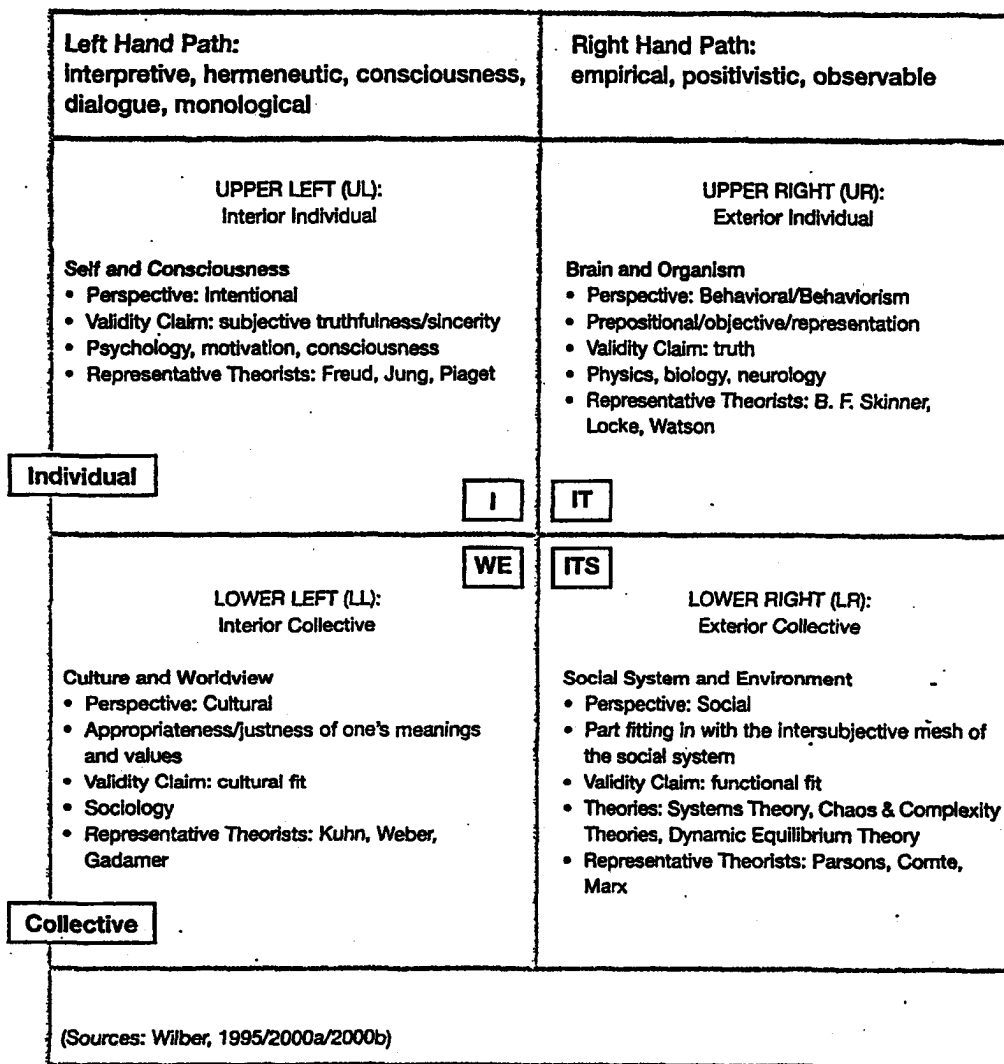 Left Hand Path:
interpretive, hermeneutic, consciousness,
dialogue, monological
Right Hand Path:
empirical, positivistic, observable
UPPER LEFT (UL):
Interior Individual
Self and Consciousness
• Perspective: Intentional
• Validity Claim: subjective truthfulness/sincerity
• Psychology, motivation, consciousness
• Representative Theorists: Freud, Jung, Piaget
UPPER RIGHT (UR):
Exterior Individual
Brain and Organism
• Perspective: Behavioral/Behaviorism
• Prepositional/objective/representation
• Validity Claim: truth
• Physics, biology, neurology
• Representative Theorists: B. F. Skinner,
Locke, Watson
Individual
I
IT
WE
ITS
LOWER LEFT (LL):
Interior Collective
Culture and Worldview
• Perspective: Cultural
• Appropriateness/justness of one's meanings
and values
• Validity Claim: cultural fit
• Sociology
• Representative Theorists: Kuhn, Weber,
Gadamer
LOWER RIGHT (LR):
Exterior Collective
Social System and Environment
• Perspective: Social
• Part fitting in with the intersubjective mesh of
the social system
• Validity Claim: functional fit
• Theories: Systems Theory, Chaos & Complexity
Theories, Dynamic Equilibrium Theory
• Representative Theorists: Parsons, Comte,
Marx
Collective
(Sources: Wilber, 1995/2000a/2000b)